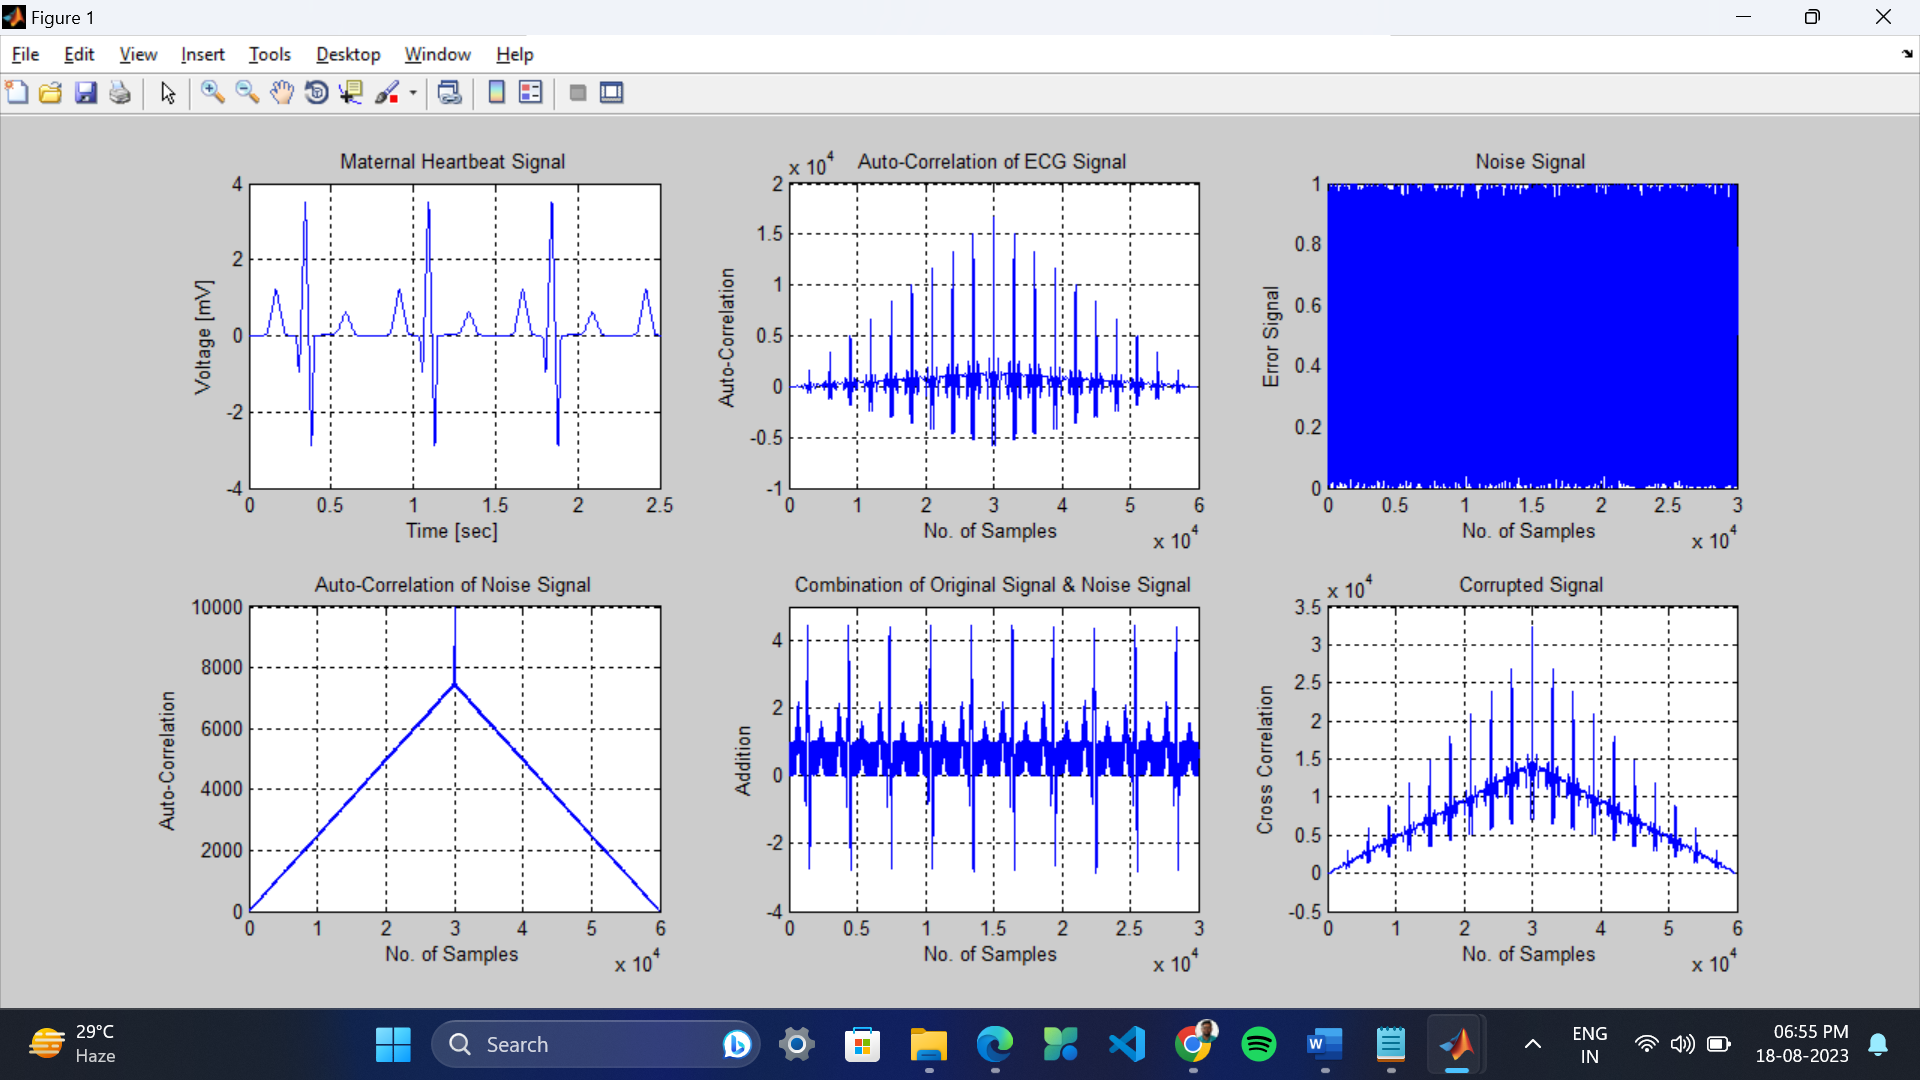 Figure 1
File Edit View Insert Tools Desktop Window Help
Maternal Heartbeat Signal
4
2
0
-2
-4
Voltage [mV]
0 0.5 1 1.5 2 2.5
Time [sec]
x 10^4 Auto-Correlation of ECG Signal
2
1.5
1
0.5
0
-0.5
-1
Auto-Correlation
0 1 2 3 4 5 6
No. of Samples
x 10^4
Noise Signal
1
0.8
0.6
0.4
0.2
0
Error Signal
0 0.5 1 1.5 2 2.5 3
No. of Samples
x 10^4
Auto-Correlation of Noise Signal
10000
8000
6000
4000
2000
0
Auto-Correlation
0 1 2 3 4 5 6
No. of Samples
x 10^4
Combination of Original Signal & Noise Signal
4
2
0
-2
-4
Addition
0 0.5 1 1.5 2 2.5 3
No. of Samples
x 10^4
x 10^4 Corrupted Signal
3.5
3
2.5
2
1.5
1
0.5
0
-0.5
Cross Correlation
0 1 2 3 4 5 6
No. of Samples
x 10^4
29°C
Haze
Search
W
ENG
IN
06:55 PM
18-08-2023